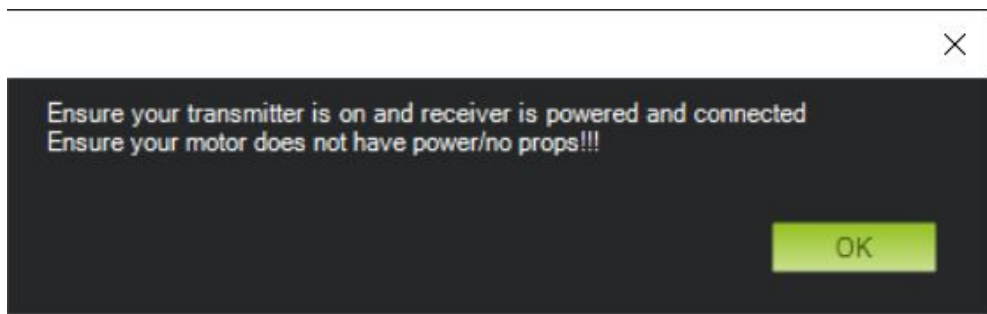 Ensure your transmitter is on and receiver is powered and connected
Ensure your motor does not have power/no props!!!
OK